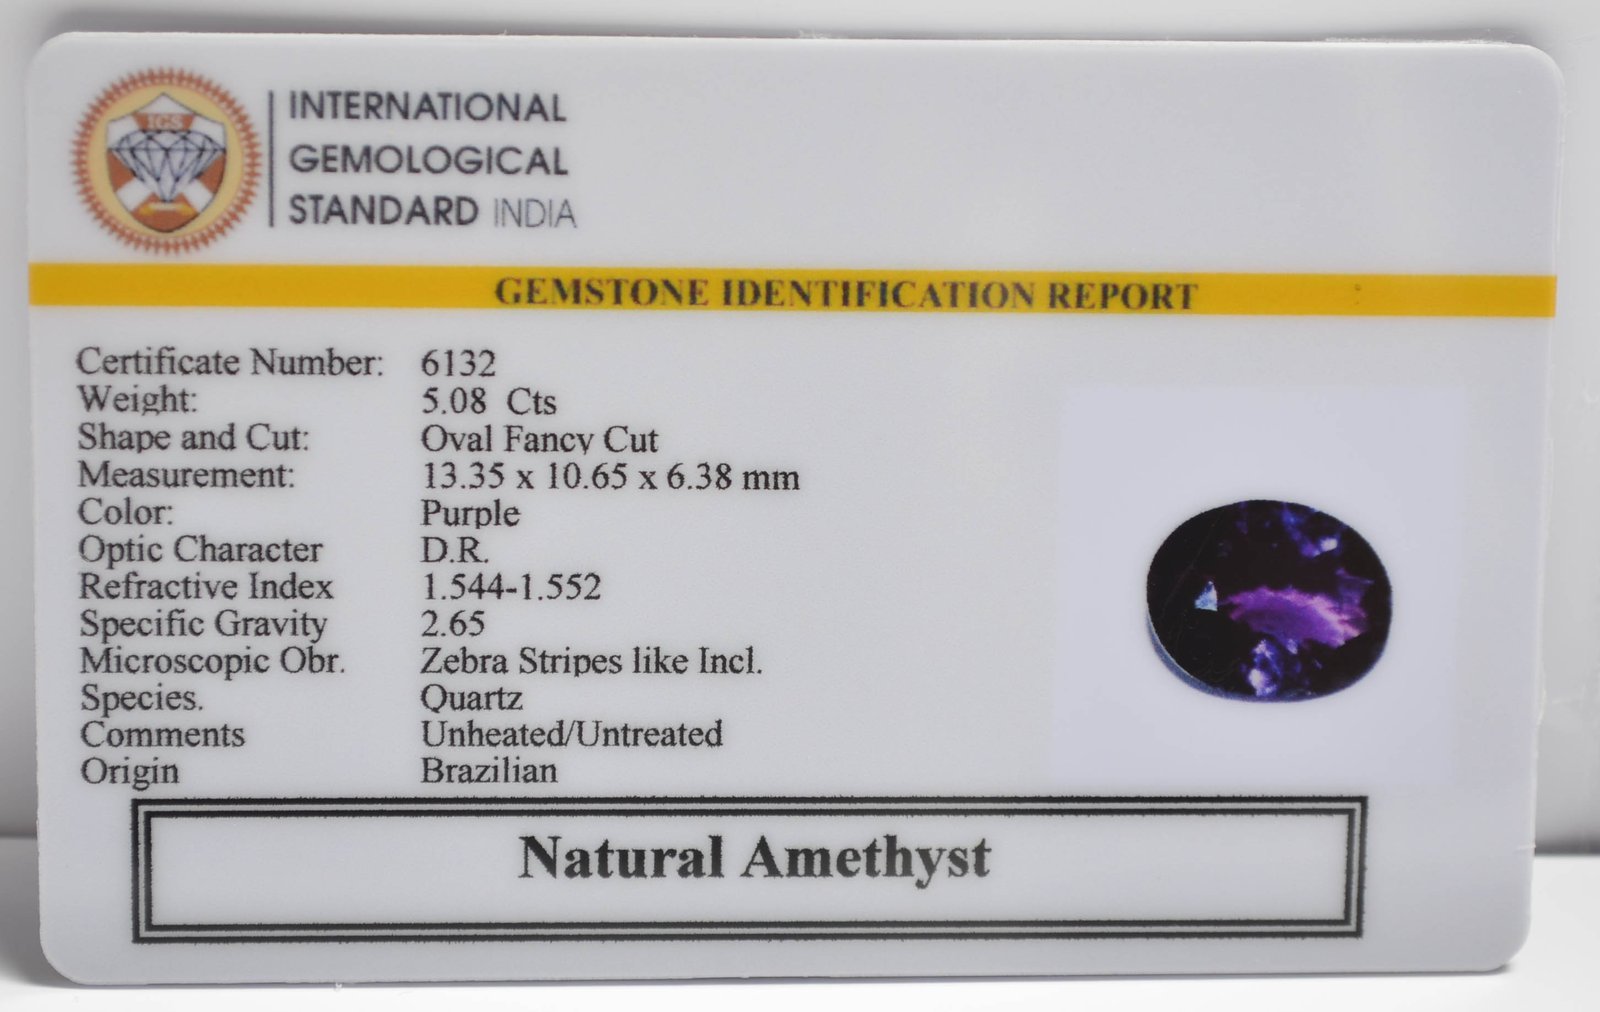 IGS
INTERNATIONAL
GEMOLOGICAL
STANDARD INDIA
GEMSTONE IDENTIFICATION REPORT
Certificate Number: 6132
Weight: 5.08 Cts
Shape and Cut: Oval Fancy Cut
Measurement: 13.35 x 10.65 x 6.38 mm
Color: Purple
Optic Character D.R.
Refractive Index 1.544-1.552
Specific Gravity 2.65
Microscopic Obr. Zebra Stripes like Incl.
Species. Quartz
Comments Unheated/Untreated
Origin Brazilian
Natural Amethyst